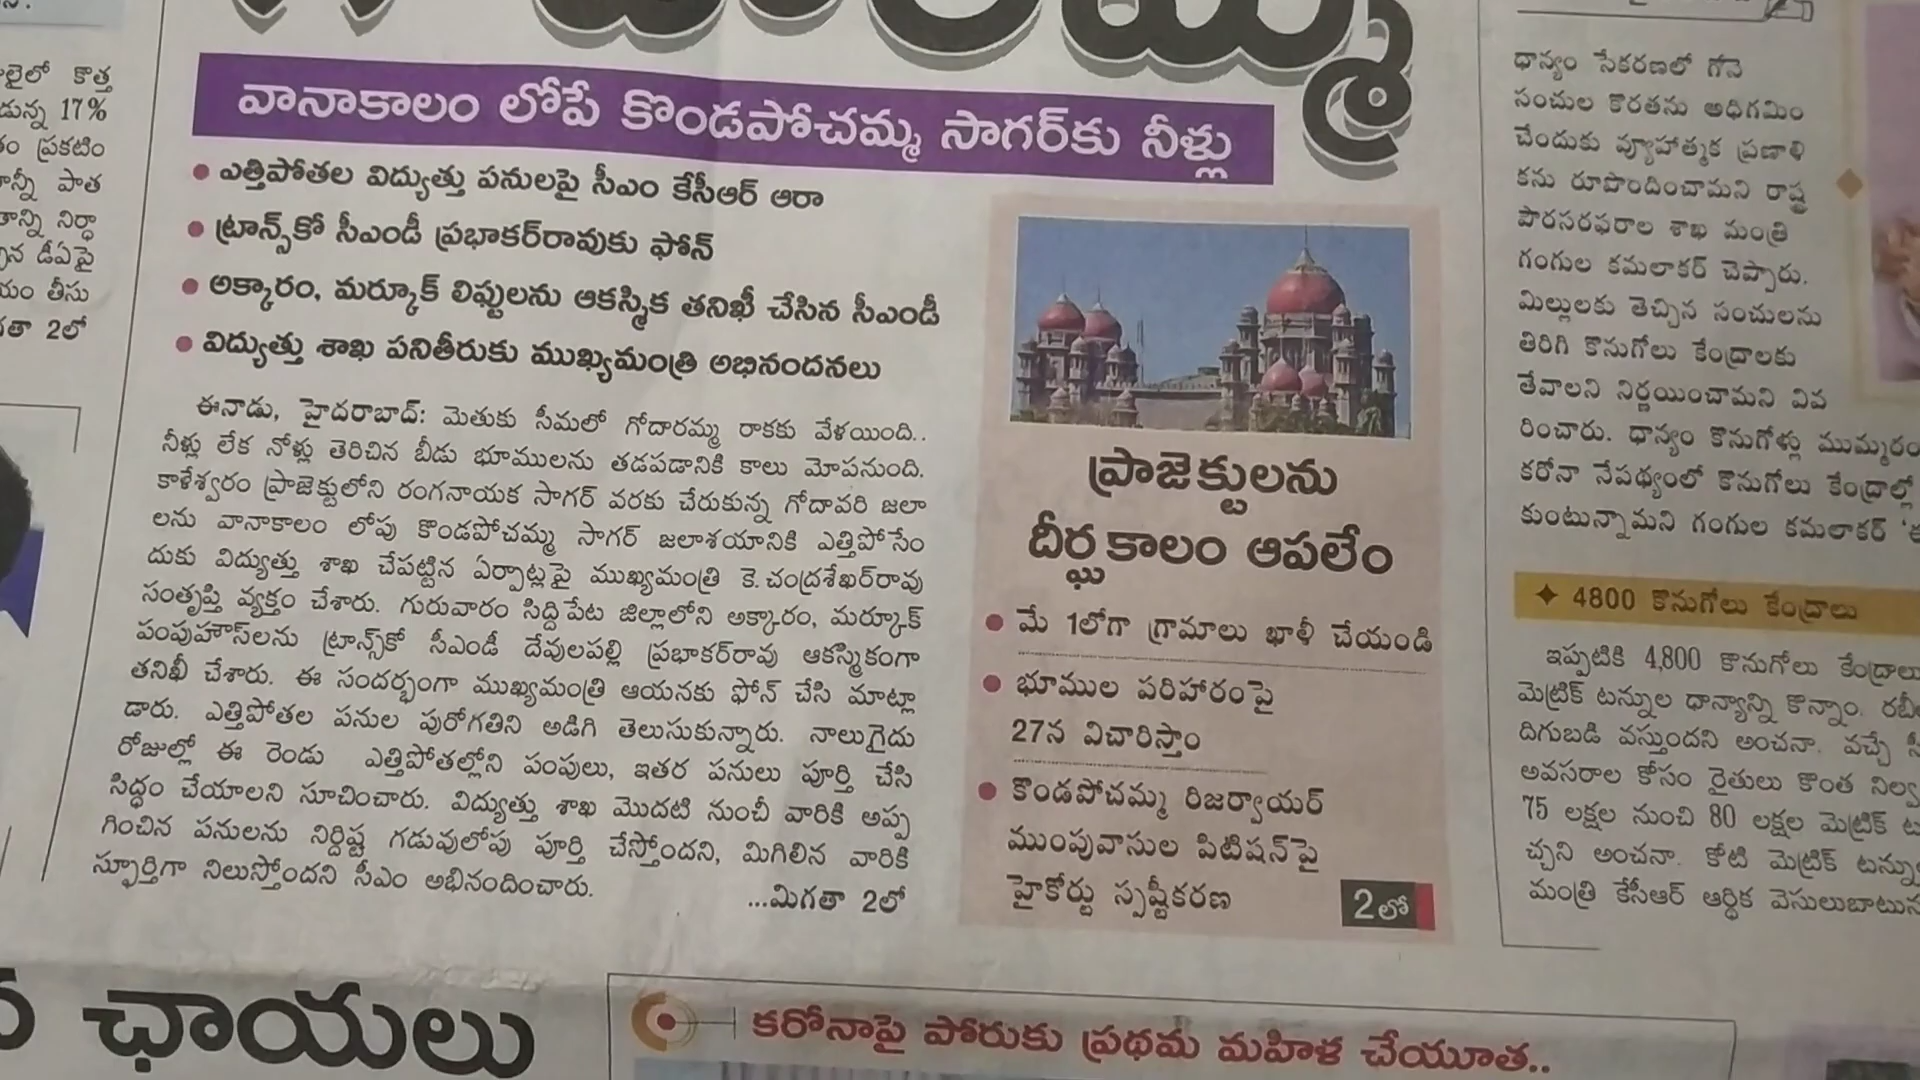 వానాకాలం లోపే కొండపోచమ్మ సాగర్‌కు నీళ్లు
• ఎత్తిపోతల విద్యుత్తు పనులపై సీఎం కేసీఆర్ ఆరా
• ట్రాన్స్‌కో సీఎండీ ప్రభాకర్‌రావుకు ఫోన్
• అక్కారం, మర్కూక్ లిఫ్టులను ఆకస్మిక తనిఖీ చేసిన సీఎండీ
• విద్యుత్తు శాఖ పనితీరుకు ముఖ్యమంత్రి అభినందనలు
ఈనాడు, హైదరాబాద్: మెతుకు సీమలో గోదారమ్మ రాకకు వేళయింది..
నీళ్లు లేక నోళ్లు తెరిచిన బీడు భూములను తడపడానికి కాలు మోపనుంది.
కాళేశ్వరం ప్రాజెక్టులోని రంగనాయక సాగర్ వరకు చేరుకున్న గోదావరి జలా
లను వానాకాలం లోపు కొండపోచమ్మ సాగర్ జలాశయానికి ఎత్తిపోసేం
దుకు విద్యుత్తు శాఖ చేపట్టిన ఏర్పాట్లపై ముఖ్యమంత్రి కె.చంద్రశేఖర్‌రావు
సంతృప్తి వ్యక్తం చేశారు. గురువారం సిద్దిపేట జిల్లాలోని అక్కారం, మర్కూక్
పంపుహౌస్‌లను ట్రాన్స్‌కో సీఎండీ దేవులపల్లి ప్రభాకర్‌రావు ఆకస్మికంగా
తనిఖీ చేశారు. ఈ సందర్భంగా ముఖ్యమంత్రి ఆయనకు ఫోన్ చేసి మాట్లా
డారు. ఎత్తిపోతల పనుల పురోగతిని అడిగి తెలుసుకున్నారు. నాలుగైదు
రోజుల్లో ఈ రెండు ఎత్తిపోతల్లోని పంపులు, ఇతర పనులు పూర్తి చేసి
సిద్ధం చేయాలని సూచించారు. విద్యుత్తు శాఖ మొదటి నుంచీ వారికి అప్ప
గించిన పనులను నిర్దిష్ట గడువులోపు పూర్తి చేస్తోందని, మిగిలిన వారికి
స్ఫూర్తిగా నిలుస్తోందని సీఎం అభినందించారు.
...మిగతా 2లో
ప్రాజెక్టులను
దీర్ఘకాలం ఆపలేం
• మే 1లోగా గ్రామాలు ఖాళీ చేయండి
• భూముల పరిహారంపై
27న విచారిస్తాం
• కొండపోచమ్మ రిజర్వాయర్
ముంపువాసుల పిటిషన్‌పై
హైకోర్టు స్పష్టీకరణ
2లో
ధాన్యం సేకరణలో గోనె
సంచుల కొరతను అధిగమిం
చేందుకు వ్యూహాత్మక ప్రణాళి
కను రూపొందించామని రాష్ట్ర
పౌరసరఫరాల శాఖ మంత్రి
గంగుల కమలాకర్ చెప్పారు.
మిల్లులకు తెచ్చిన సంచులను
తిరిగి కొనుగోలు కేంద్రాలకు
తేవాలని నిర్ణయించామని వివ
రించారు. ధాన్యం కొనుగోళ్లు ముమ్మరం
కరోనా నేపథ్యంలో కొనుగోలు కేంద్రాల్లో
కుంటున్నామని గంగుల కమలాకర్
4800 కొనుగోలు కేంద్రాలు
ఇప్పటికి 4,800 కొనుగోలు కేంద్రాలు
మెట్రిక్ టన్నుల ధాన్యాన్ని కొన్నాం.
దిగుబడి వస్తుందని అంచనా. వచ్చే
అవసరాల కోసం రైతులు కొంత
75 లక్షల నుంచి 80 లక్షల మెట్రిక్
చ్చని అంచనా. కోటి మెట్రిక్
మంత్రి కేసీఆర్ ఆర్థిక
కొత్త
17%
ప్రకటిం
పాత
నిర్ధా
డీఏపై
తీసు
2లో
ఛాయలు
కరోనాపై పోరుకు ప్రథమ మహిళ చేయూత..